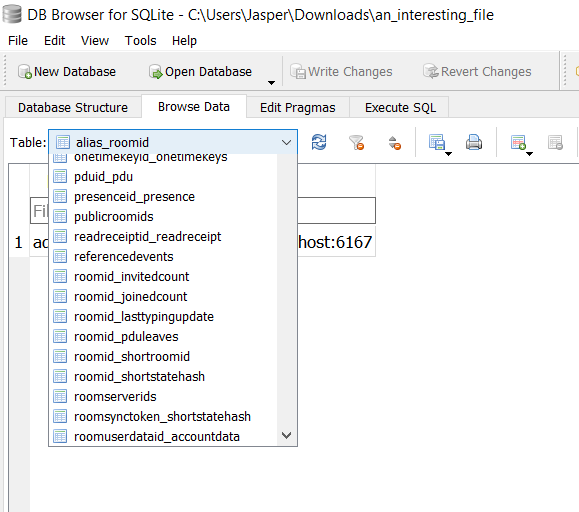 DB Browser for SQLite - C:\Users\Jasper\Downloads\an_interesting_file
File Edit View Tools Help
New Database Open Database Write Changes Revert Changes
Database Structure Browse Data Edit Pragmas Execute SQL
Table: alias_roomid
onetimekeyid_onetimekeys
pduid_pdu
presenceid_presence
publicroomids
Fil
readreceiptid_readreceipt
1 ad host:6167
referencedevents
roomid_invitedcount
roomid_joinedcount
roomid_lasttypingupdate
roomid_pduleaves
roomid_shortroomid
roomid_shortstatehash
roomserverids
roomsynctoken_shortstatehash
roomuserdataid_accountdata